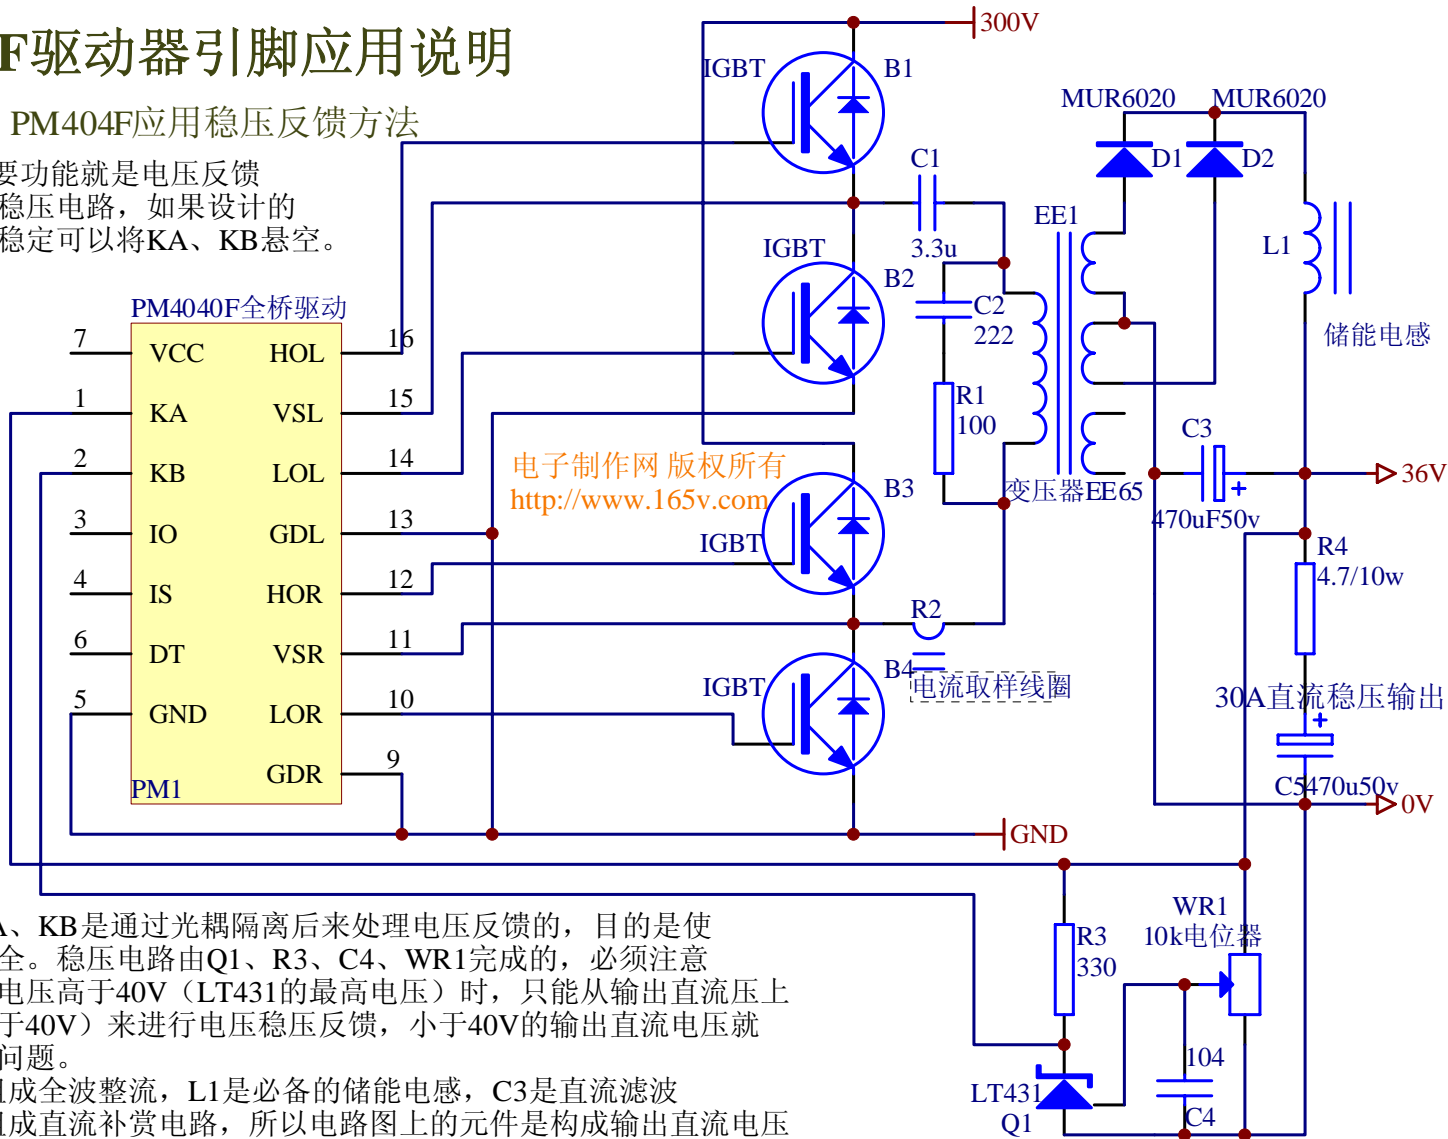 F驱动器引脚应用说明
PM404F应用稳压反馈方法
要功能就是电压反馈
稳压电路，如果设计的
稳定可以将KA、KB悬空。
300V
IGBT
B1
MUR6020
MUR6020
D1
D2
C1
3.3u
EE1
L1
储能电感
IGBT
B2
C2
222
R1
100
PM4040F全桥驱动
7
VCC
HOL
16
1
KA
VSL
15
2
KB
LOL
14
3
IO
GDL
13
4
IS
HOR
12
6
DT
VSR
11
5
GND
LOR
10
GDR
9
PM1
电子制作网 版权所有
http://www.165v.com
B3
IGBT
变压器EE65
C3
+
470uF50v
36V
R4
4.7/10w
R2
IGBT
B4
电流取样线圈
30A直流稳压输出
+
C5470u50v
0V
GND
A、KB是通过光耦隔离后来处理电压反馈的，目的是使
全。稳压电路由Q1、R3、C4、WR1完成的，必须注意
电压高于40V（LT431的最高电压）时，只能从输出直流压上
于40V）来进行电压稳压反馈，小于40V的输出直流电压就
问题。
组成全波整流，L1是必备的储能电感，C3是直流滤波
组成直流补赏电路，所以电路图上的元件是构成输出直流电压
WR1
10k电位器
R3
330
104
C4
LT431
Q1